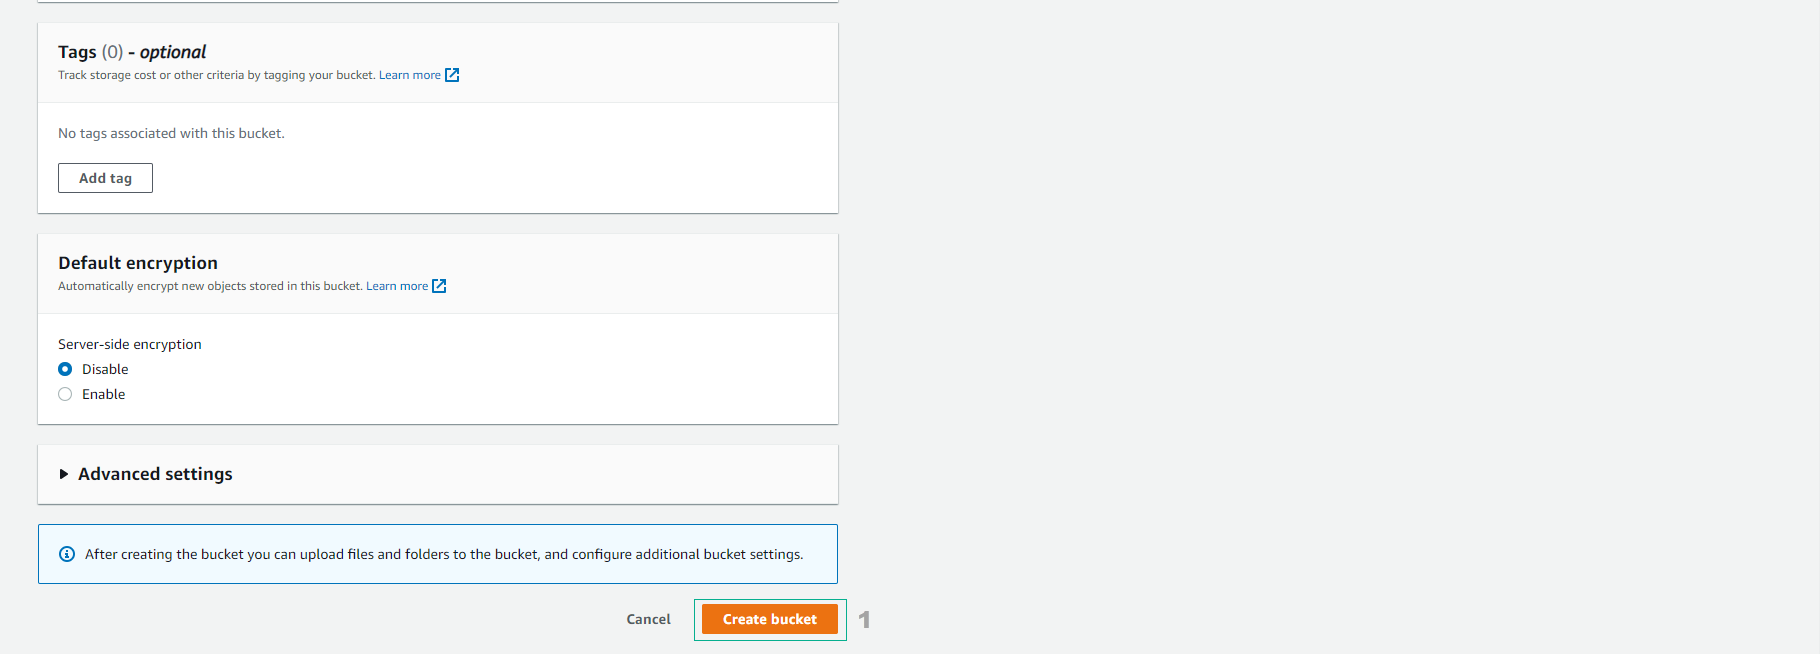 Tags (0) - optional
Track storage cost or other criteria by tagging your bucket. Learn more
No tags associated with this bucket.
Add tag
Default encryption
Automatically encrypt new objects stored in this bucket. Learn more
Server-side encryption
Disable
Enable
Advanced settings
After creating the bucket you can upload files and folders to the bucket, and configure additional bucket settings.
Cancel Create bucket 1